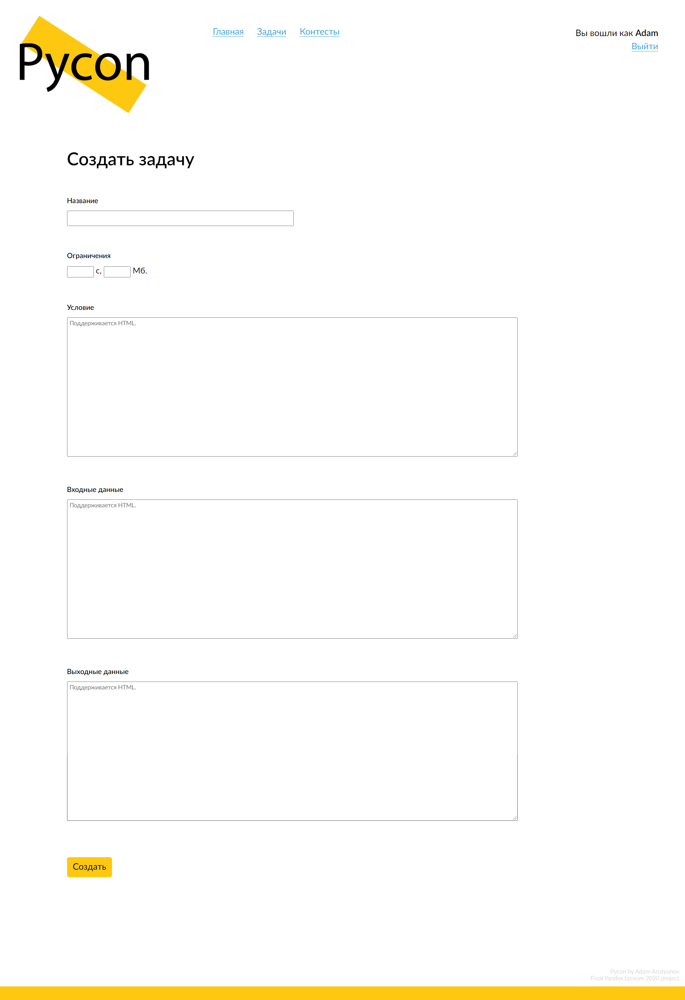 Pycon
Главная Задачи Контесты
Вы вошли как Adam
Выйти
Создать задачу
Название
Ограничения
с, Мб.
Условие
Поддерживается HTML.
Входные данные
Поддерживается HTML.
Выходные данные
Поддерживается HTML.
Создать
Pycon by Adam Arutyunov.
Final Yandex.Lyceum 2020 project.